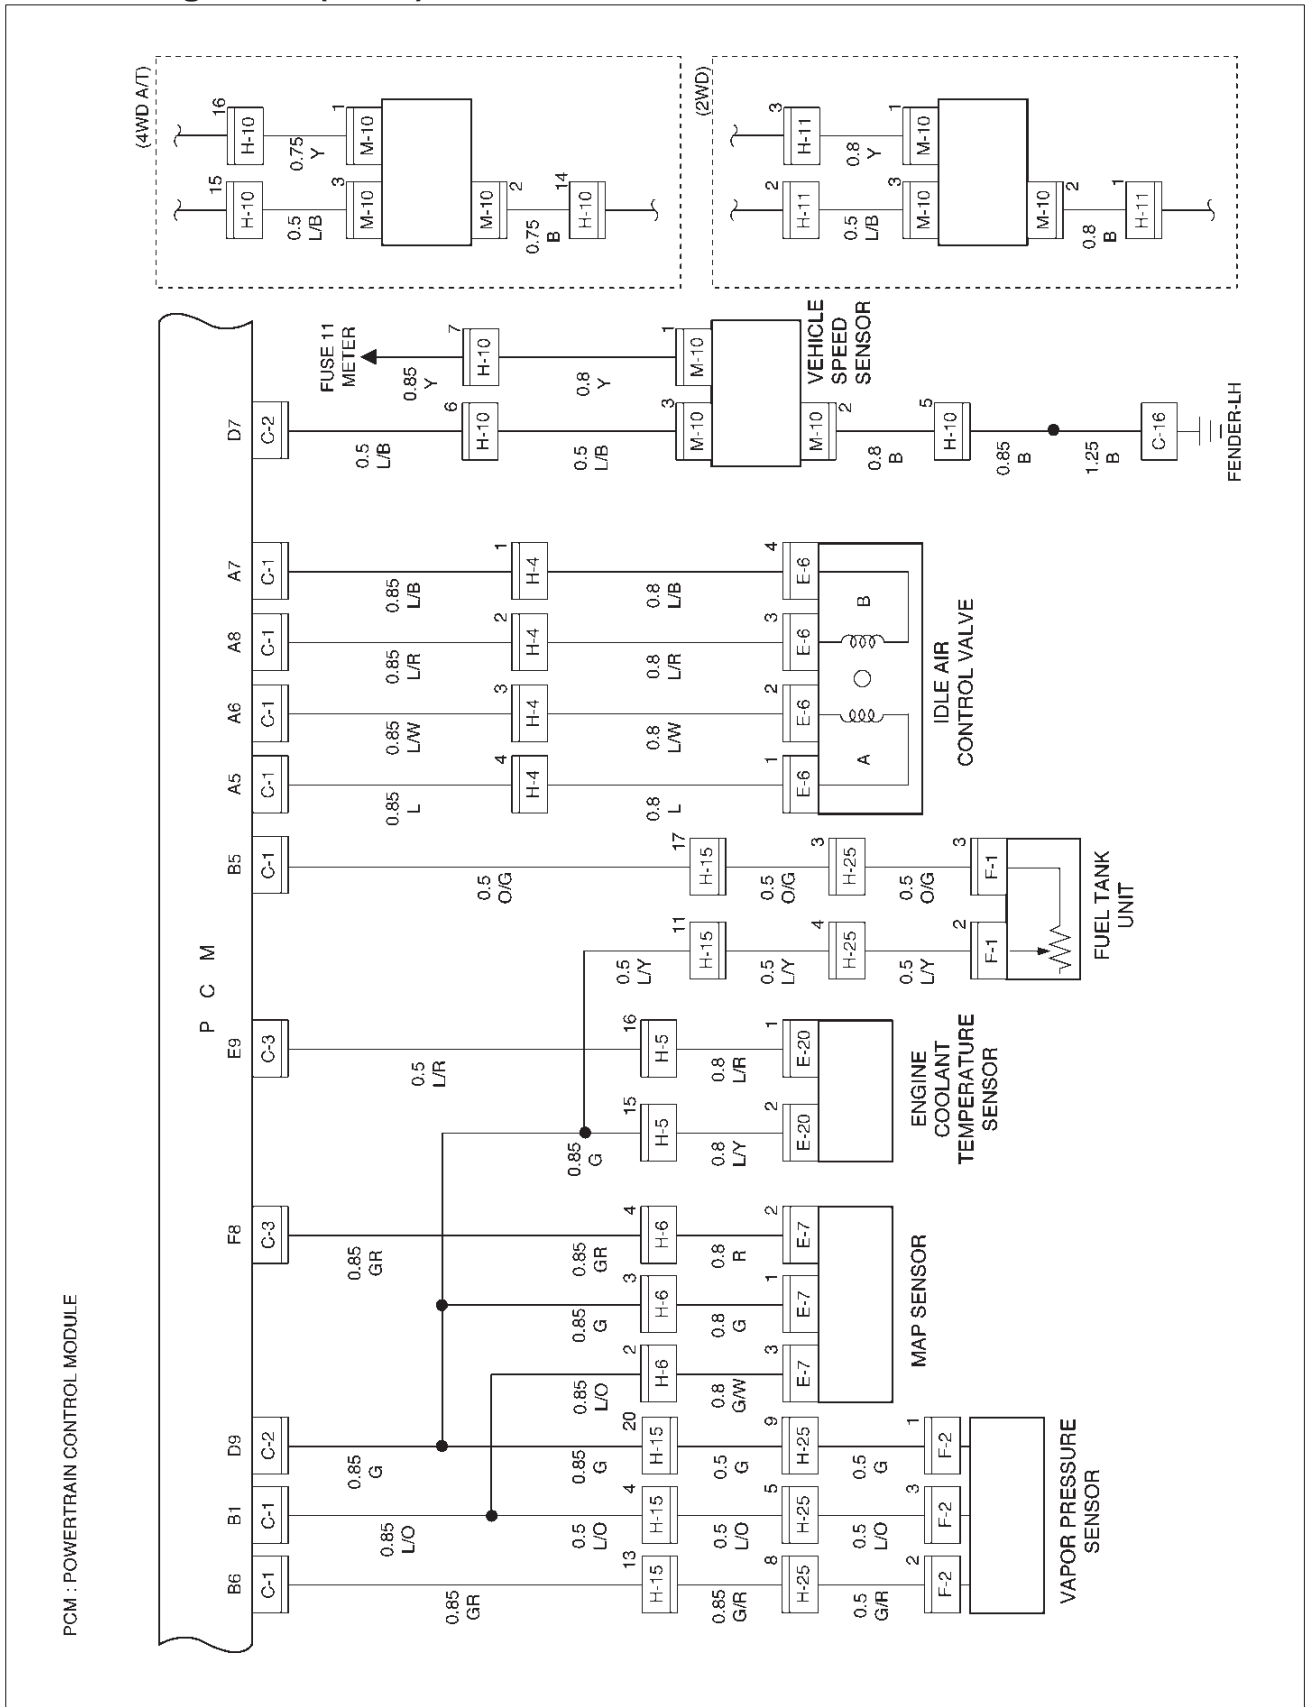 PCM : POWERTRAIN CONTROL MODULE
P C M
B6
B1
D9
F8
E9
B5
A5
A6
A8
A7
D7
C-1
C-1
C-2
C-3
C-3
C-1
C-1
C-1
C-1
C-1
C-2
0.85
GR
13
H-15
0.85
G/R
8
H-25
0.5
G/R
2
F-2
0.85
L/O
0.5
L/O
4
H-15
0.5
L/O
5
H-25
0.5
L/O
3
F-2
0.85
G
0.85
G
20
H-15
0.5
G
9
H-25
0.5
G
1
F-2
VAPOR PRESSURE
SENSOR
0.85
L/O
2
H-6
0.8
G/W
3
E-7
0.85
G
3
H-6
0.8
G
1
E-7
0.85
GR
0.85
GR
4
H-6
0.8
R
2
E-7
MAP SENSOR
0.85
G
15
H-5
0.8
L/Y
2
E-20
0.5
L/R
16
H-5
0.8
L/R
1
E-20
ENGINE
COOLANT
TEMPERATURE
SENSOR
0.5
L/Y
11
H-15
0.5
L/Y
4
H-25
0.5
L/Y
2
F-1
0.5
O/G
17
H-15
0.5
O/G
3
H-25
0.5
O/G
3
F-1
FUEL TANK
UNIT
0.85
L
4
H-4
0.8
L
1
E-6
0.85
L/W
3
H-4
0.8
L/W
2
E-6
0.85
L/R
2
H-4
0.8
L/R
3
E-6
0.85
L/B
1
H-4
0.8
L/B
4
E-6
A
B
IDLE AIR
CONTROL VALVE
0.5
L/B
6
H-10
0.5
L/B
3
M-10
FUSE 11
METER
0.85
Y
7
H-10
0.8
Y
1
M-10
VEHICLE
SPEED
SENSOR
M-10
2
0.8
B
5
H-10
0.85
B
1.25
B
C-16
FENDER-LH
(4WD A/T)
15
H-10
0.5
L/B
3
M-10
16
H-10
0.75
Y
1
M-10
M-10
2
0.75
B
14
H-10
(2WD)
2
H-11
0.5
L/B
3
M-10
3
H-11
0.8
Y
1
M-10
M-10
2
0.8
B
1
H-11